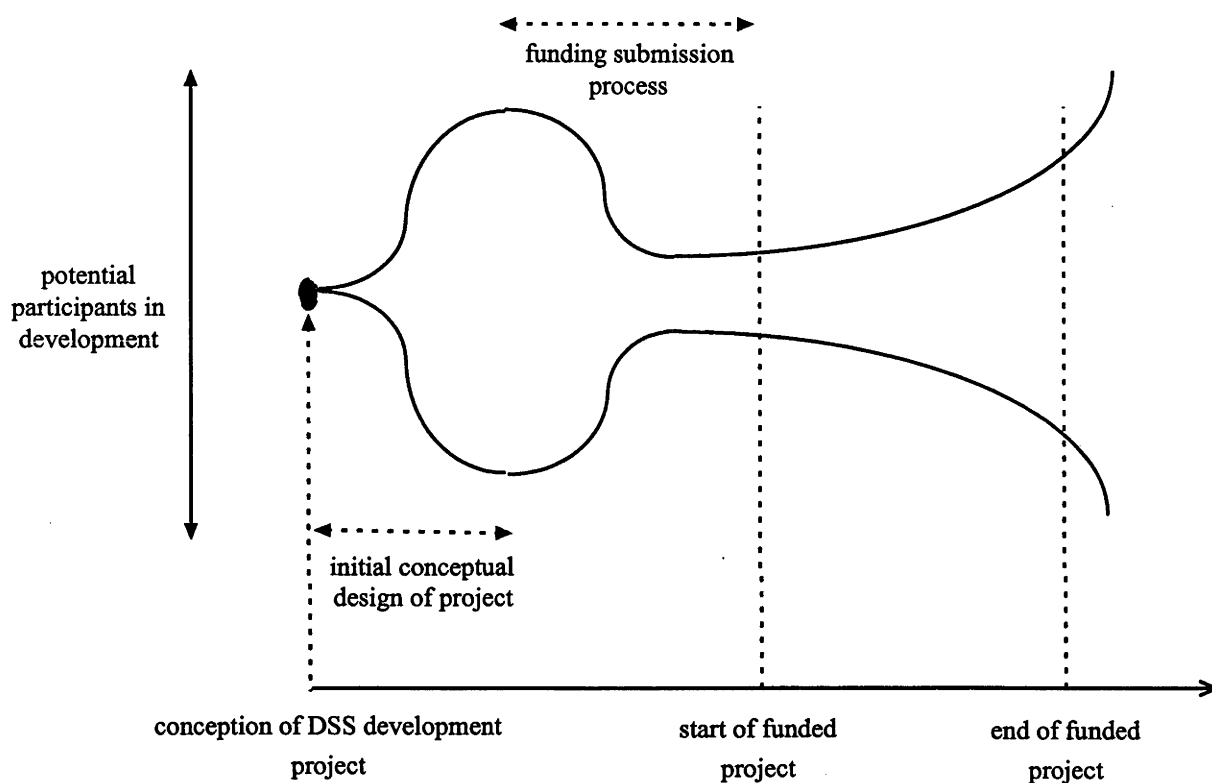 funding submission
process
potential
participants in
development
initial conceptual
design of project
conception of DSS development
project
start of funded
project
end of funded
project